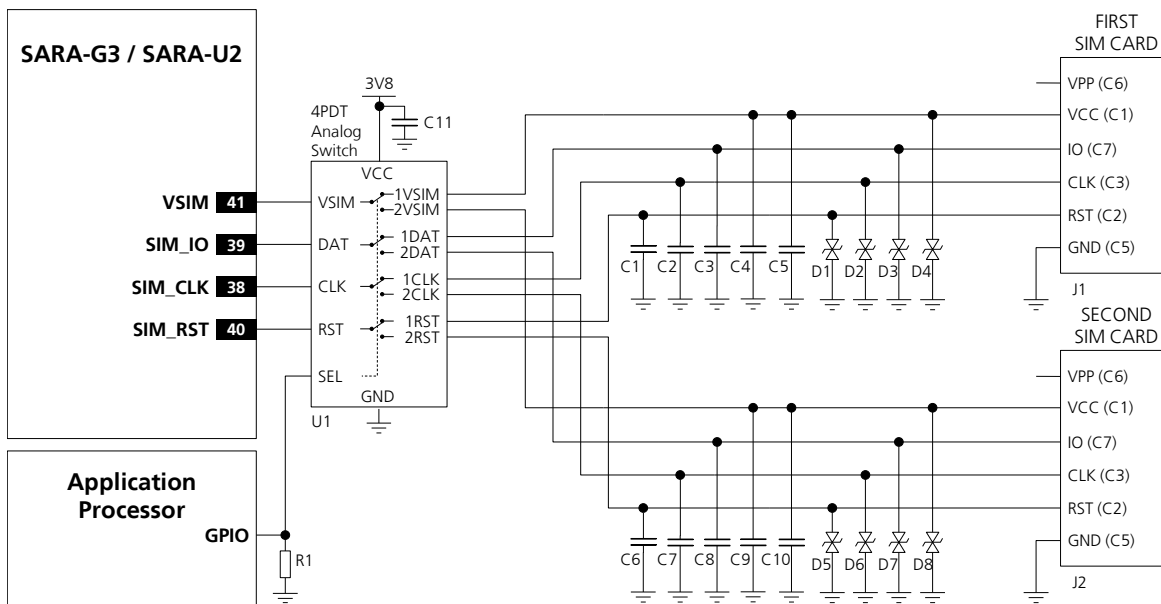 SARA-G3 / SARA-U2
VSIM 41
SIM_IO 39
SIM_CLK 38
SIM_RST 40
3V8
C11
4PDT
Analog
Switch
VCC
VSIM
1VSIM
2VSIM
DAT
1DAT
2DAT
CLK
1CLK
2CLK
RST
1RST
2RST
SEL
GND
U1
Application
Processor
GPIO
R1
FIRST
SIM CARD
VPP (C6)
VCC (C1)
IO (C7)
CLK (C3)
RST (C2)
GND (C5)
J1
C1 C2 C3 C4 C5 D1 D2 D3 D4
SECOND
SIM CARD
VPP (C6)
VCC (C1)
IO (C7)
CLK (C3)
RST (C2)
GND (C5)
J2
C6 C7 C8 C9 C10 D5 D6 D7 D8